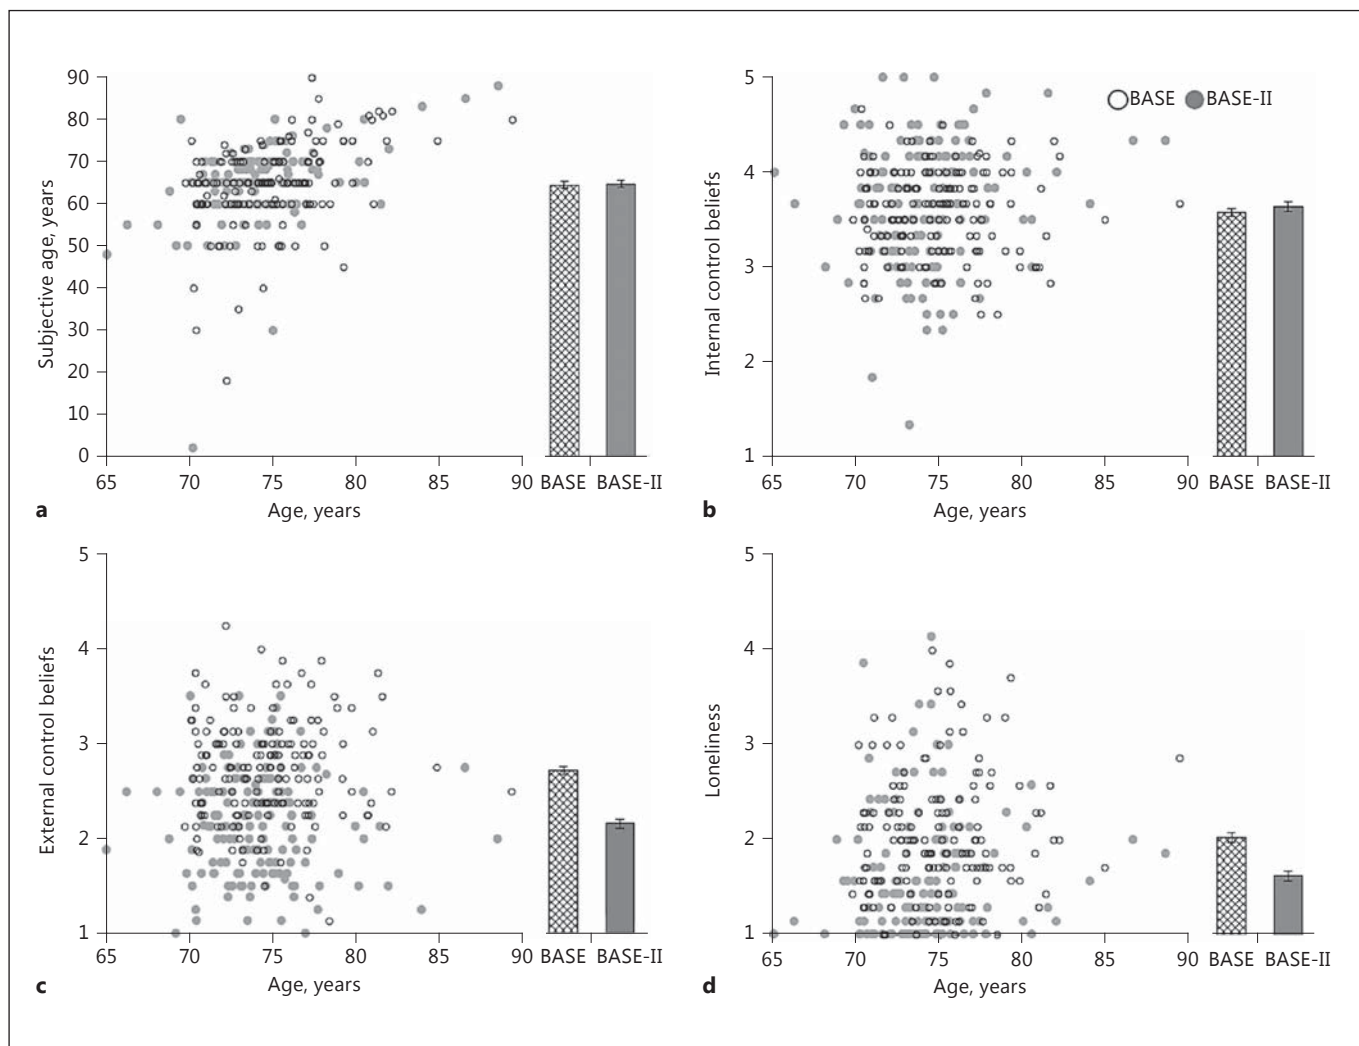 Subjective age, years
90
80
70
60
50
40
30
20
10
0
65 70 75 80 85 90 BASE BASE-II
Age, years
a
Internal control beliefs
5
4
3
2
1
BASE BASE-II
65 70 75 80 85 90 BASE BASE-II
Age, years
b
External control beliefs
5
4
3
2
1
65 70 75 80 85 90 BASE BASE-II
Age, years
c
Loneliness
5
4
3
2
1
65 70 75 80 85 90 BASE BASE-II
Age, years
d